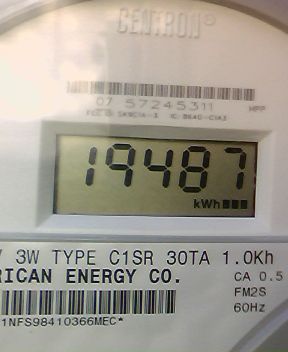 CENTRON®
07 57245311
HPP
19487
kWh
3W TYPE C1SR 30TA 1.0Kh
RICAN ENERGY CO.
CA 0.5
FM2S
60Hz
1NFS98410366MEC*